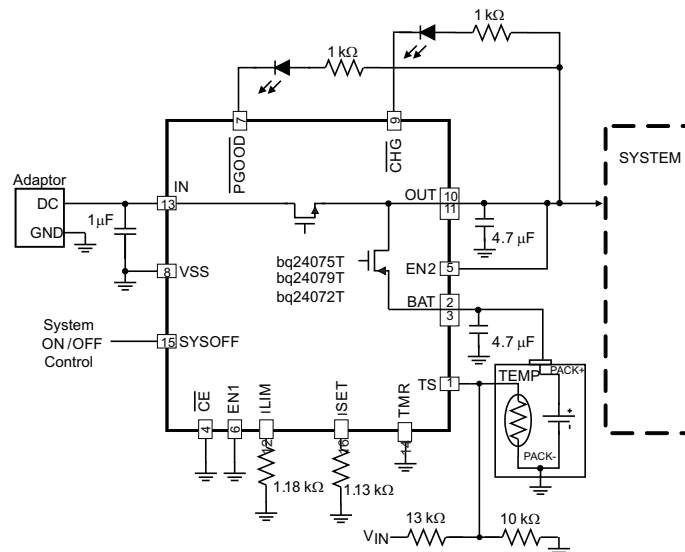 1 kΩ
1 kΩ
7
9
PGOOD
CHG
SYSTEM
Adaptor
DC
GND
1μF
IN
13
OUT
10
11
4.7 μF
bq24075T
bq24079T
bq24072T
EN2
5
8
VSS
BAT
2
3
4.7 μF
System
ON/OFF
Control
15
SYSOFF
TS
1
TEMP
PACK+
+
-
PACK-
CE
EN1
ILIM
ISET
TMR
4
6
12
16
14
1.18 kΩ
1.13 kΩ
VIN
13 kΩ
10 kΩ